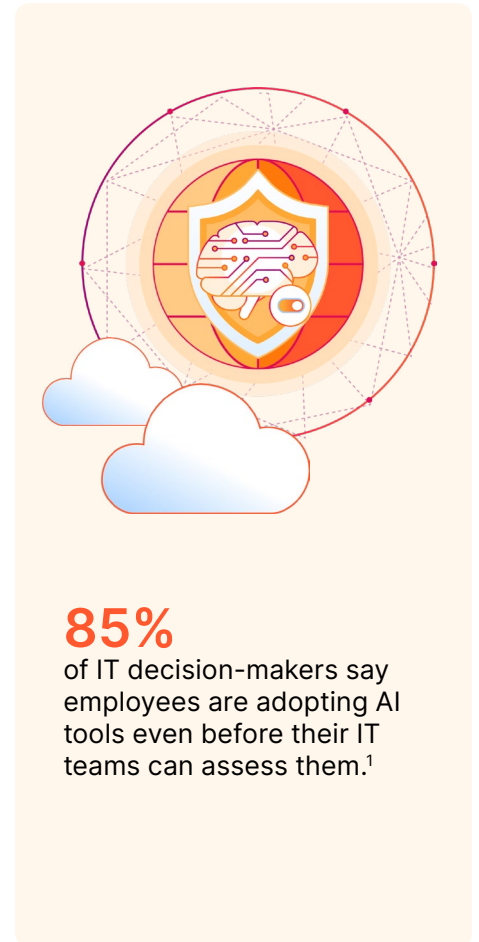 85%
of IT decision-makers say
employees are adopting AI
tools even before their IT
teams can assess them.¹